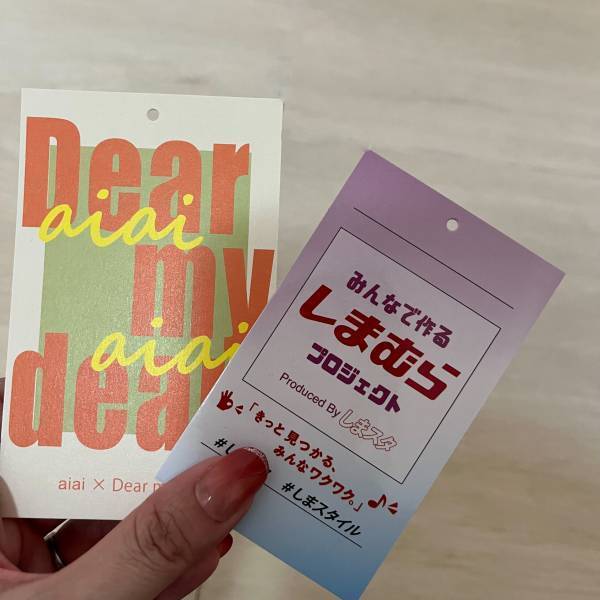 Dear
aiai
my
aiai
dear
aiai × Dear m
みんなで作る
しまむら
プロジェクト
Produced By しまスタ
「きっと見つかる、
みんなワクワク。」
#し
#しまスタイル